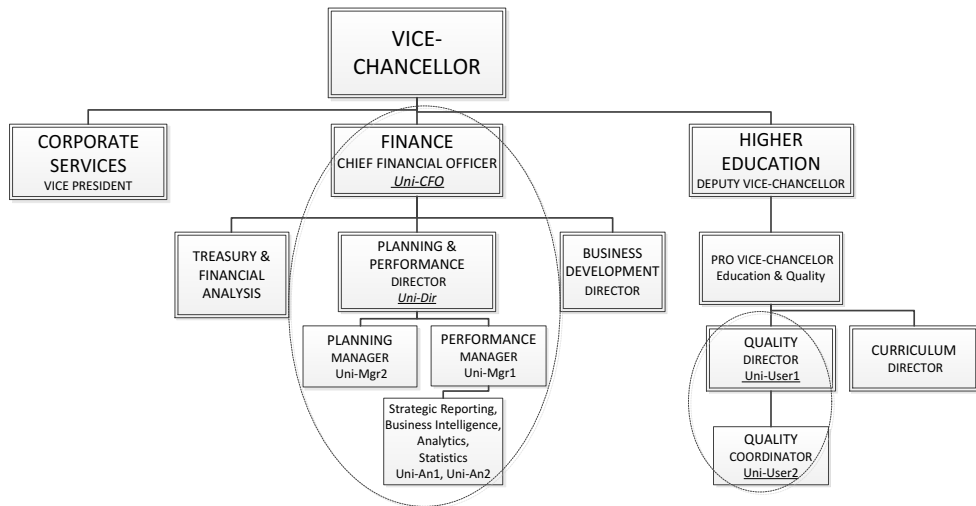 VICE-
CHANCELLOR
CORPORATE
SERVICES
VICE PRESIDENT
FINANCE
CHIEF FINANCIAL OFFICER
Uni-CFO
HIGHER
EDUCATION
DEPUTY VICE-CHANCELLOR
TREASURY &
FINANCIAL
ANALYSIS
PLANNING &
PERFORMANCE
DIRECTOR
Uni-Dir
BUSINESS
DEVELOPMENT
DIRECTOR
PRO VICE-CHANCELOR
Education & Quality
PLANNING
MANAGER
Uni-Mgr2
PERFORMANCE
MANAGER
Uni-Mgr1
QUALITY
DIRECTOR
Uni-User1
CURRICULUM
DIRECTOR
Strategic Reporting,
Business Intelligence,
Analytics,
Statistics
Uni-An1, Uni-An2
QUALITY
COORDINATOR
Uni-User2